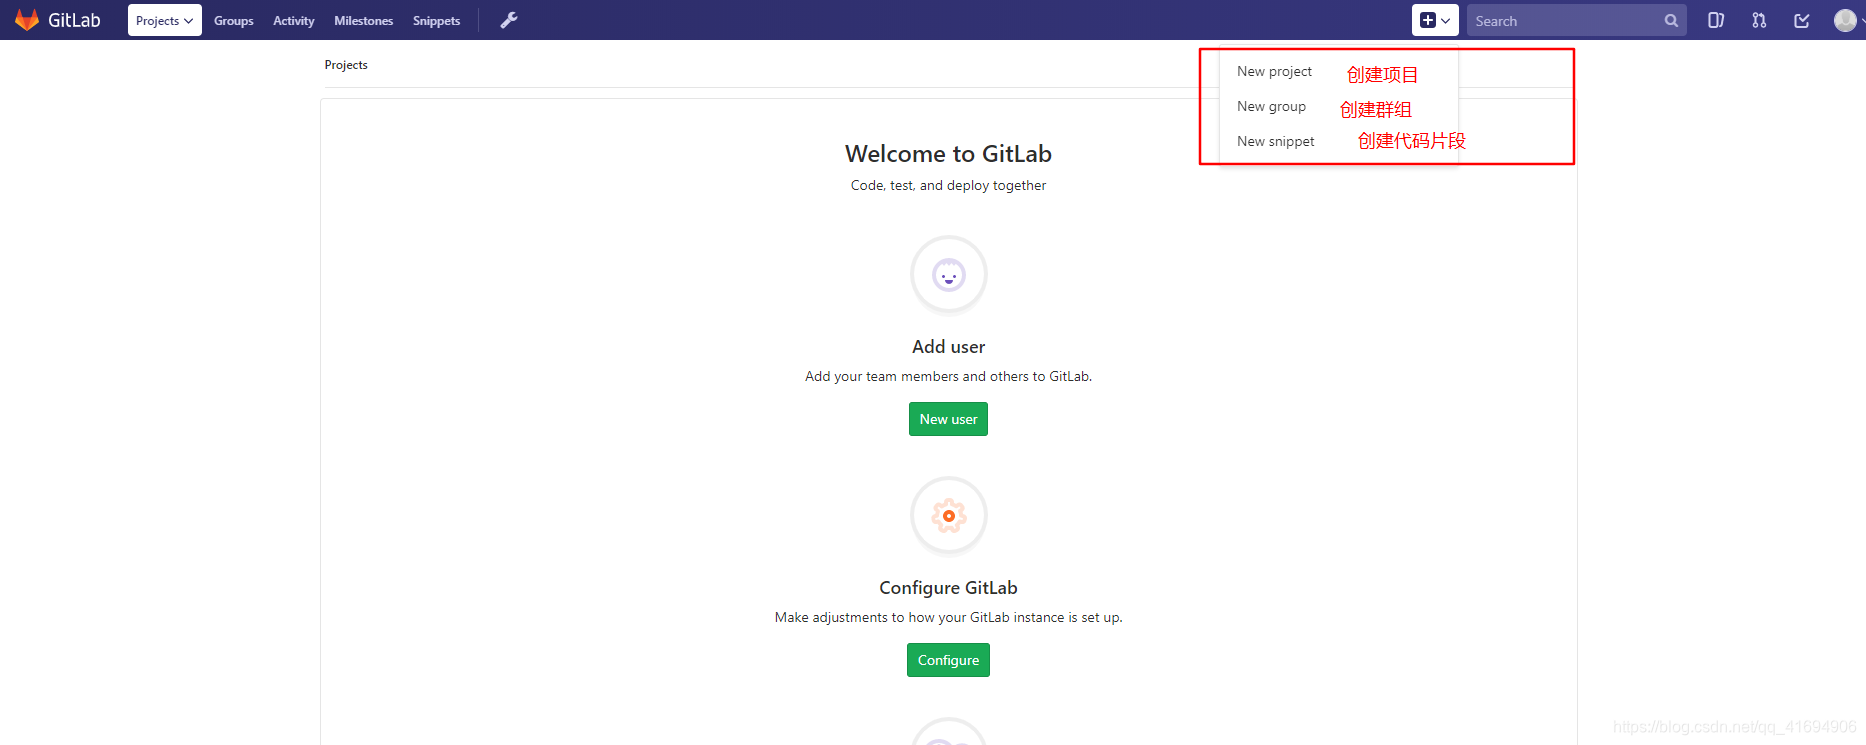 GitLab Projects Groups Activity Milestones Snippets Search
Projects
New project 创建项目
New group 创建群组
New snippet 创建代码片段
Welcome to GitLab
Code, test, and deploy together
Add user
Add your team members and others to GitLab.
New user
Configure GitLab
Make adjustments to how your GitLab instance is set up.
Configure
https://blog.csdn.net/qq_41694906